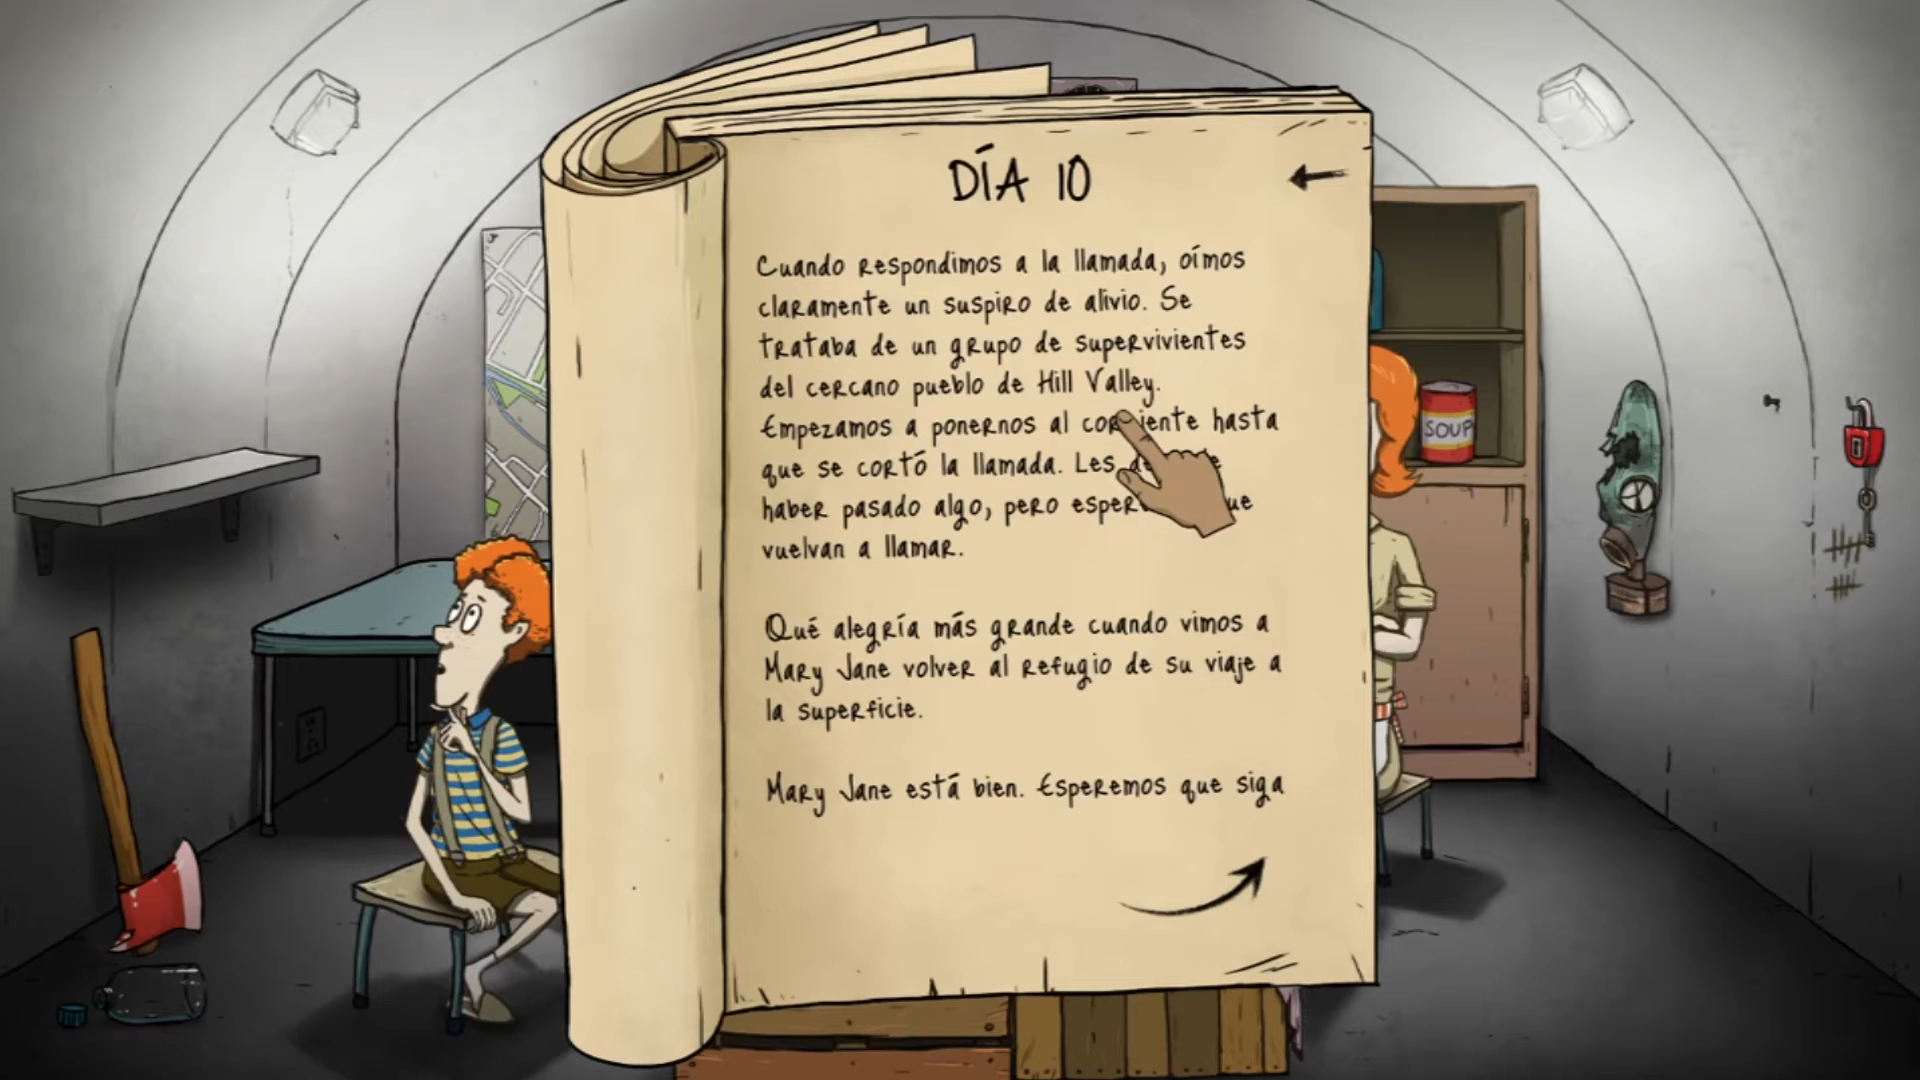 DÍA 10
Cuando respondimos a la llamada, oímos
claramente un suspiro de alivio. Se
trataba de un grupo de supervivientes
del cercano pueblo de Hill Valley.
Empezamos a ponernos al corriente hasta
que se cortó la llamada. Les
haber pasado algo, pero
vuelvan a llamar.
Qué alegría más grande cuando vimos a
Mary Jane volver al refugio de su viaje a
la superficie.
Mary Jane está bien. Esperemos que siga
SOUP